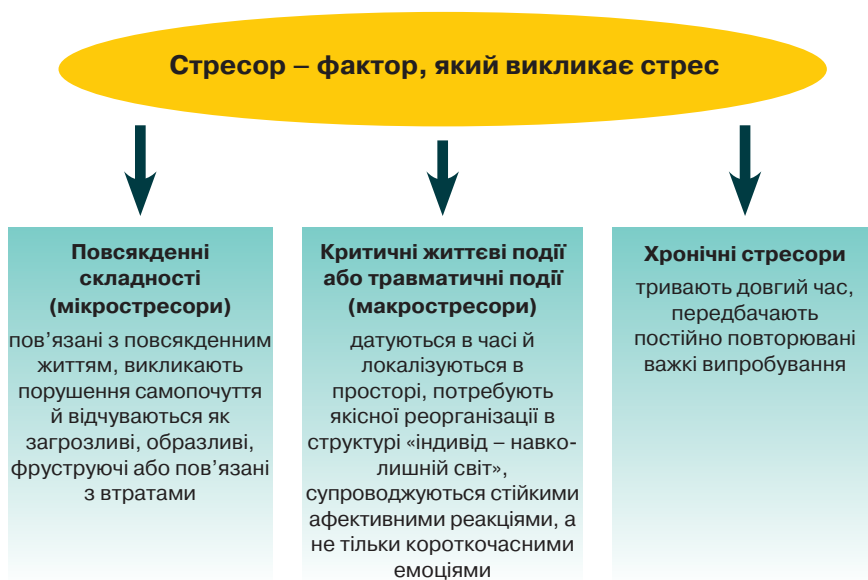 Стресор – фактор, який викликає стрес
Повсякденні
складності
(мікростресори)
пов’язані з повсякденним
життям, викликають
порушення самопочуття
й відчуваються як
загрозливі, образливі,
фруструючі або пов’язані
з втратами
Критичні життєві події
або травматичні події
(макростресори)
датуються в часі й
локалізуються в
просторі, потребують
якісної реорганізації в
структурі «індивід – навко-
лишній світ»,
супроводжуються стійкими
афективними реакціями, а
не тільки короткочасними
емоціями
Хронічні стресори
тривають довгий час,
передбачають
постійно повторювані
важкі випробування